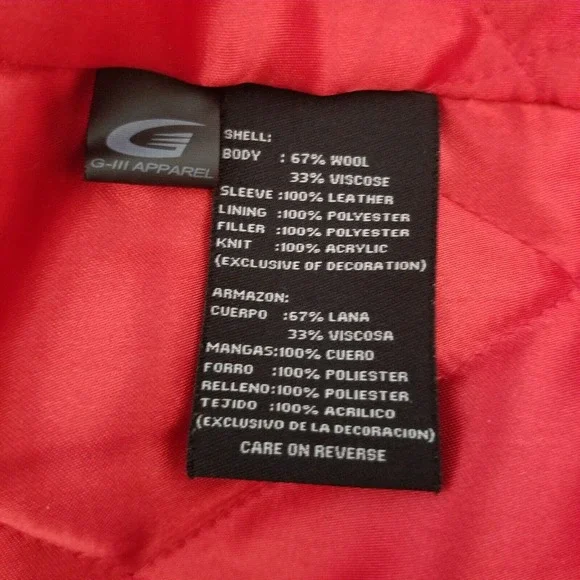 G-III APPAREL
SHELL:
BODY : 67% WOOL
33% VISCOSE
SLEEVE :100% LEATHER
LINING :100% POLYESTER
FILLER :100% POLYESTER
KNIT :100% ACRYLIC
(EXCLUSIVE OF DECORATION)
ARMAZON:
CUERPO :67% LANA
33% VISCOSA
MANGAS:100% CUERO
FORRO :100% POLIESTER
RELLENO:100% POLIESTER
TEJIDO :100% ACRILICO
(EXCLUSIVO DE LA DECORACION)
CARE ON REVERSE